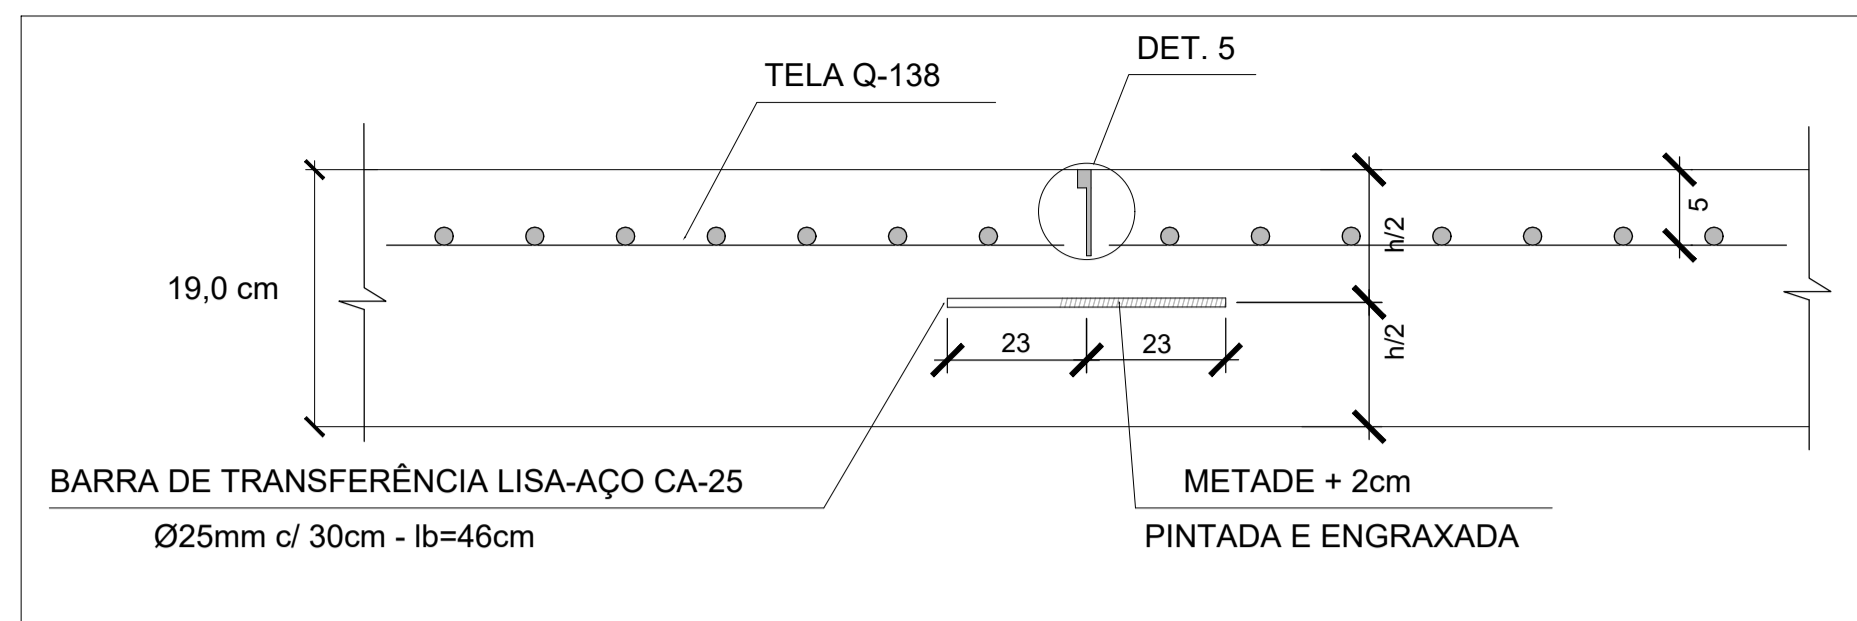 DET. 5
TELA Q-138
5
h/2
19,0 cm
23
23
h/2
BARRA DE TRANSFERÊNCIA LISA-AÇO CA-25
Ø25mm c/ 30cm - lb=46cm
METADE + 2cm
PINTADA E ENGRAXADA